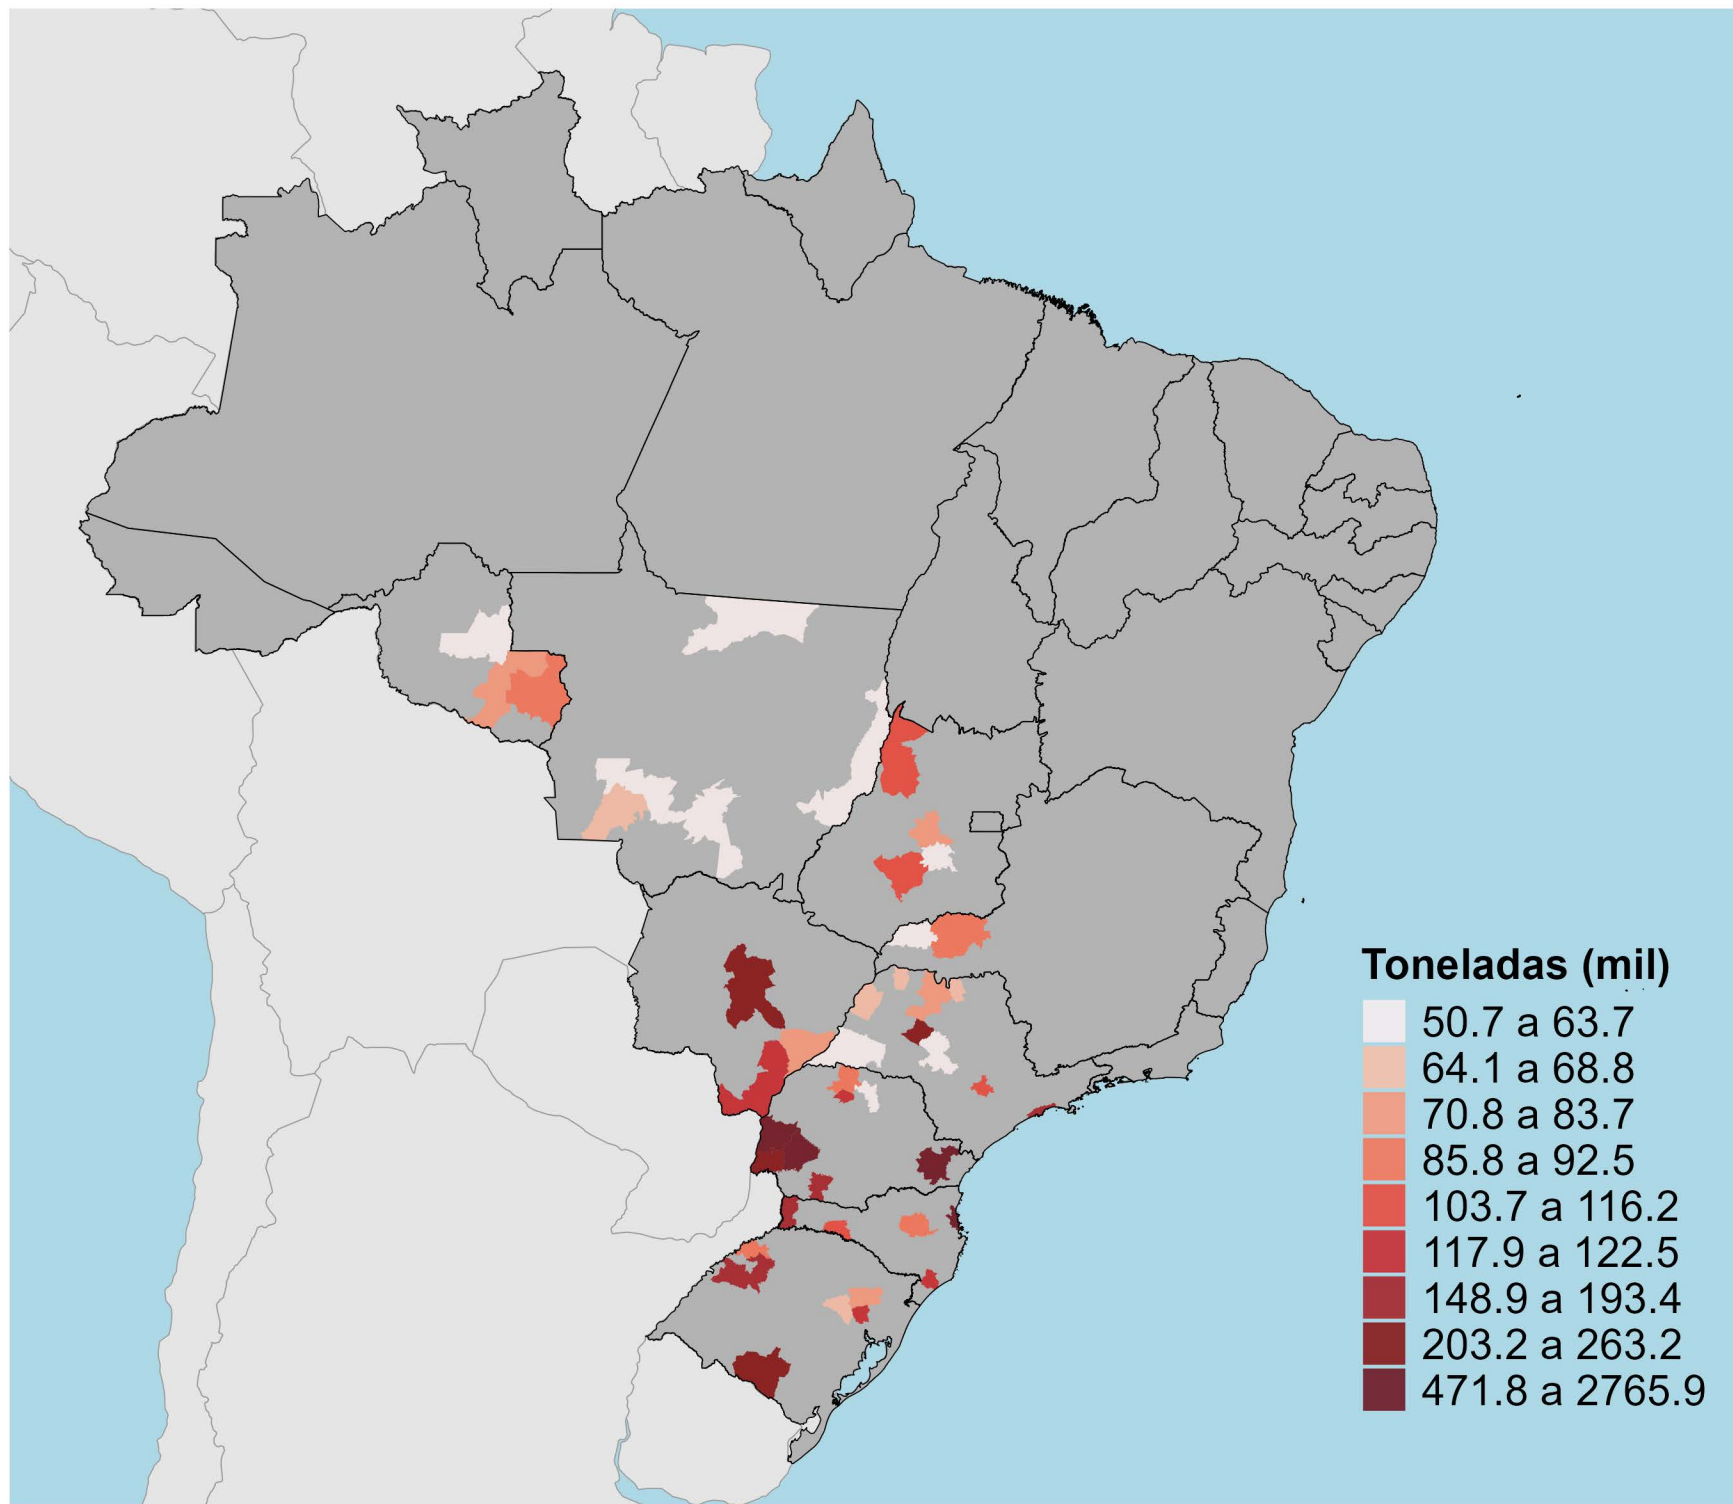 Toneladas (mil)
50.7 a 63.7
64.1 a 68.8
70.8 a 83.7
85.8 a 92.5
103.7 a 116.2
117.9 a 122.5
148.9 a 193.4
203.2 a 263.2
471.8 a 2765.9